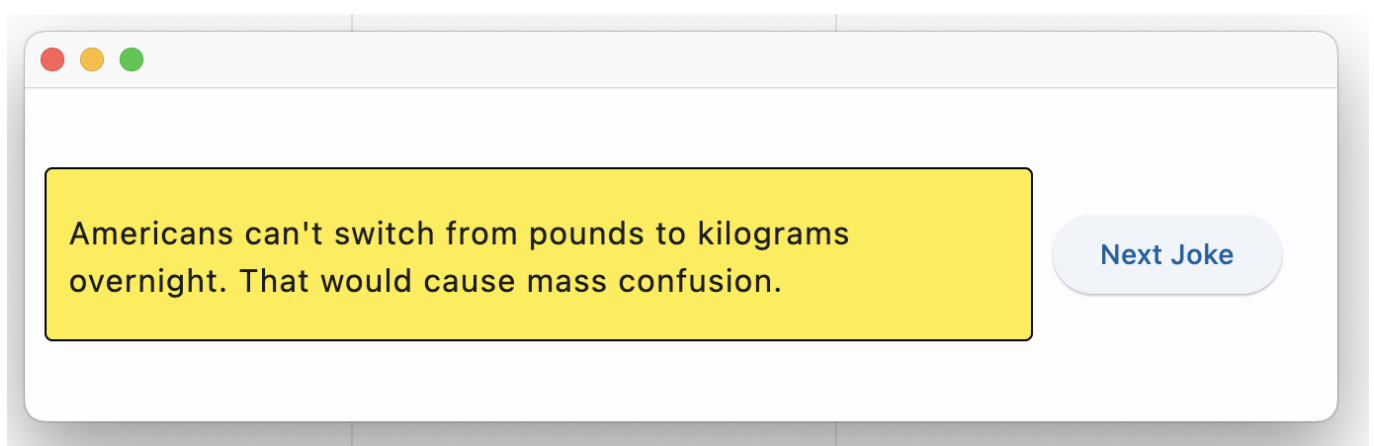 Americans can't switch from pounds to kilograms
overnight. That would cause mass confusion.
Next Joke